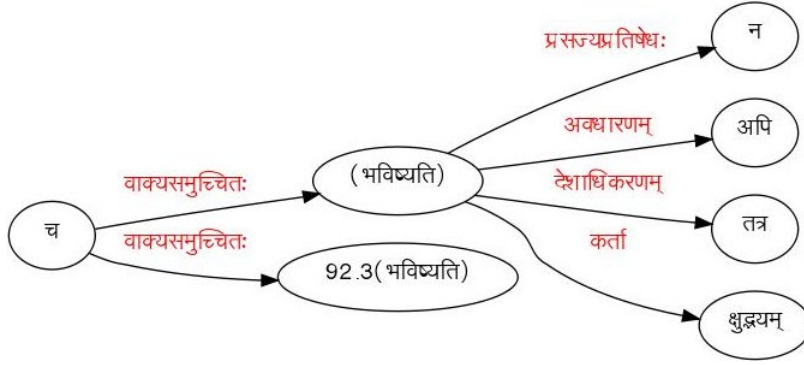 न
प्रसज्यप्रतिषेधः
अवधारणम्
अपि
(भविष्यति)
देशाधिकरणम्
वाक्यसमुच्चितः
तत्र
च
वाक्यसमुच्चितः
कर्ता
92.3(भविष्यति)
क्षुद्भयम्